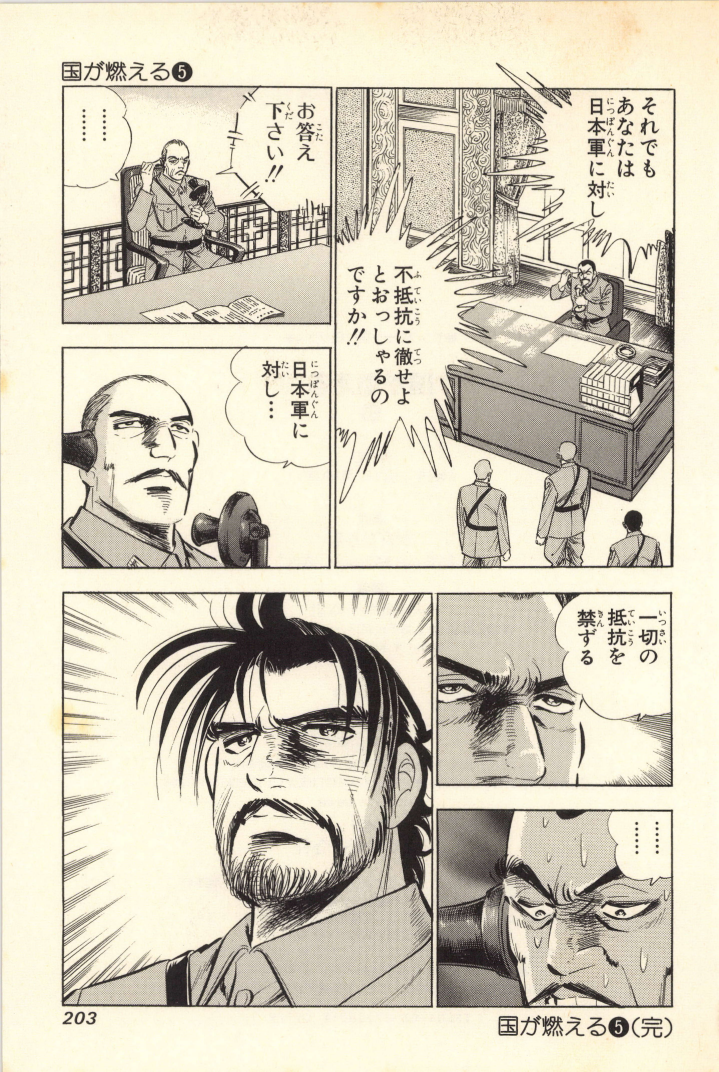 国が燃える❺
それでも
あなたは
日本軍に対し
不抵抗に徹せよ
とおっしゃるの
ですか!!
お答え
下さい!!
……
……
日本軍に
対し…
一切の
抵抗を
禁ずる
……
……
203
国が燃える❺(完)